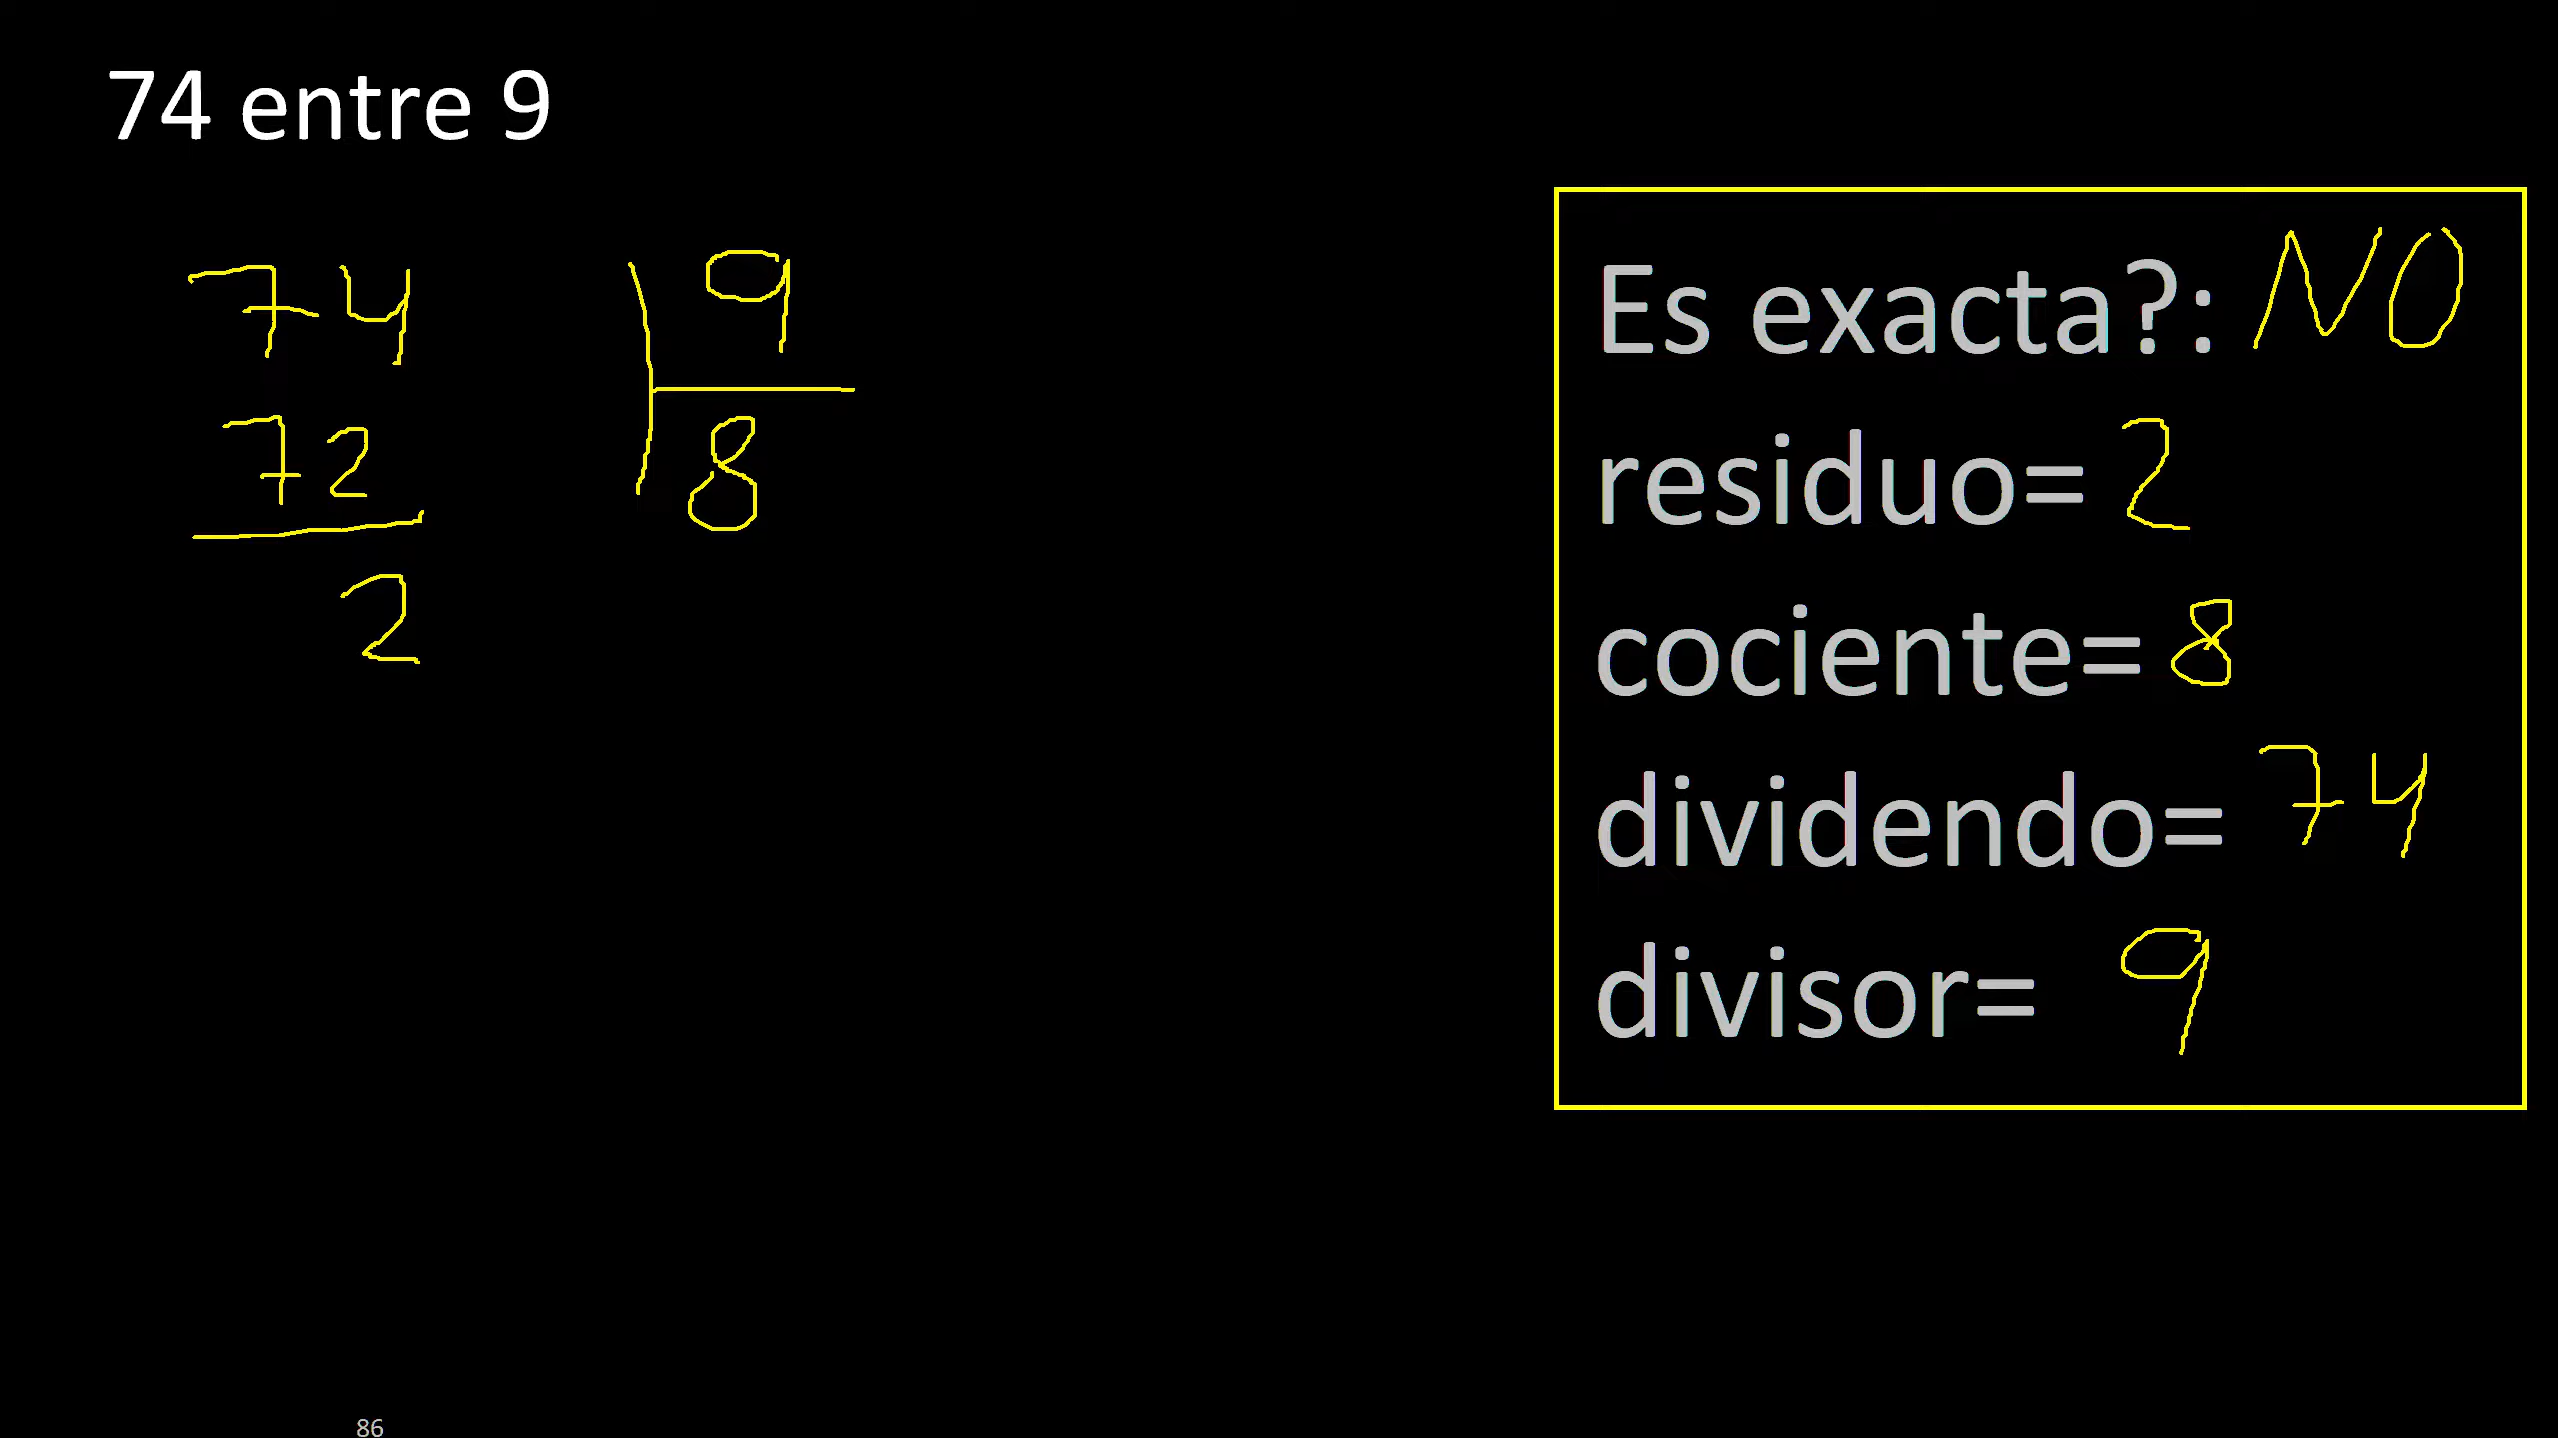 74 entre 9
74 9
72 8
2
Es exacta?: NO
residuo= 2
cociente= 8
dividendo= 74
divisor= 9
86